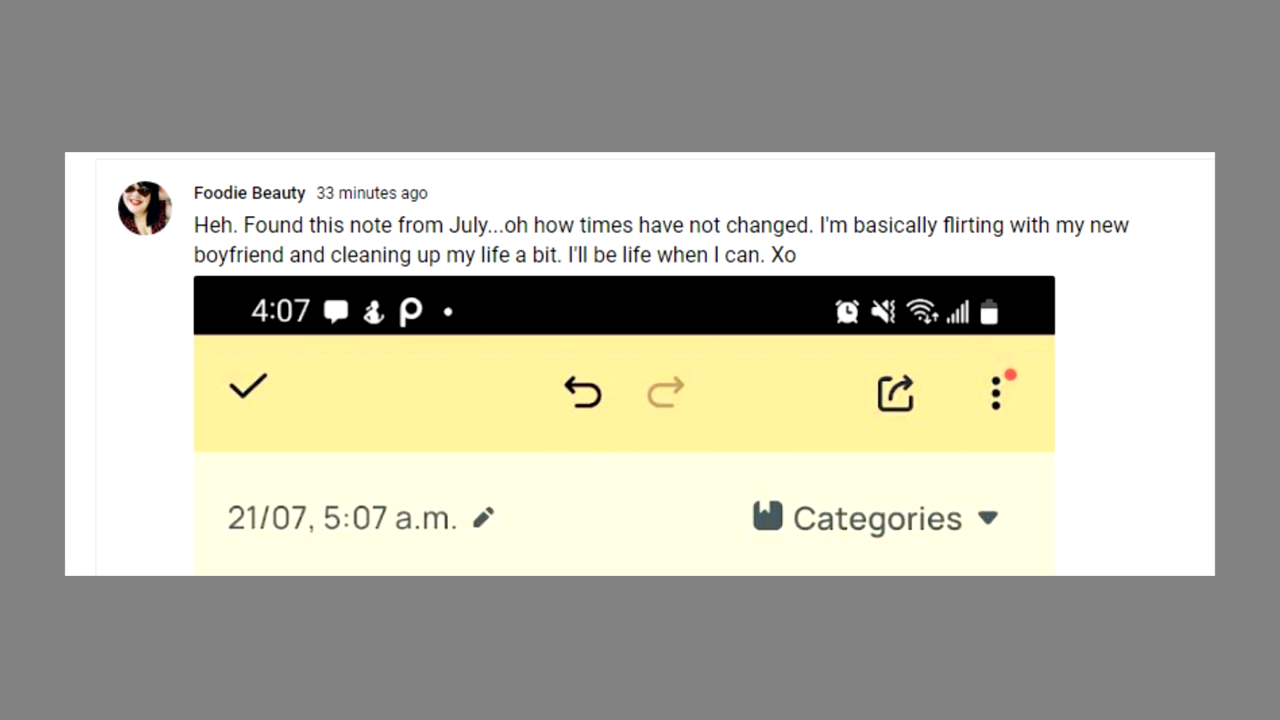 Foodie Beauty 33 minutes ago
Heh. Found this note from July...oh how times have not changed. I'm basically flirting with my new
boyfriend and cleaning up my life a bit. I'll be life when I can. Xo
4:07
21/07, 5:07 a.m. Categories